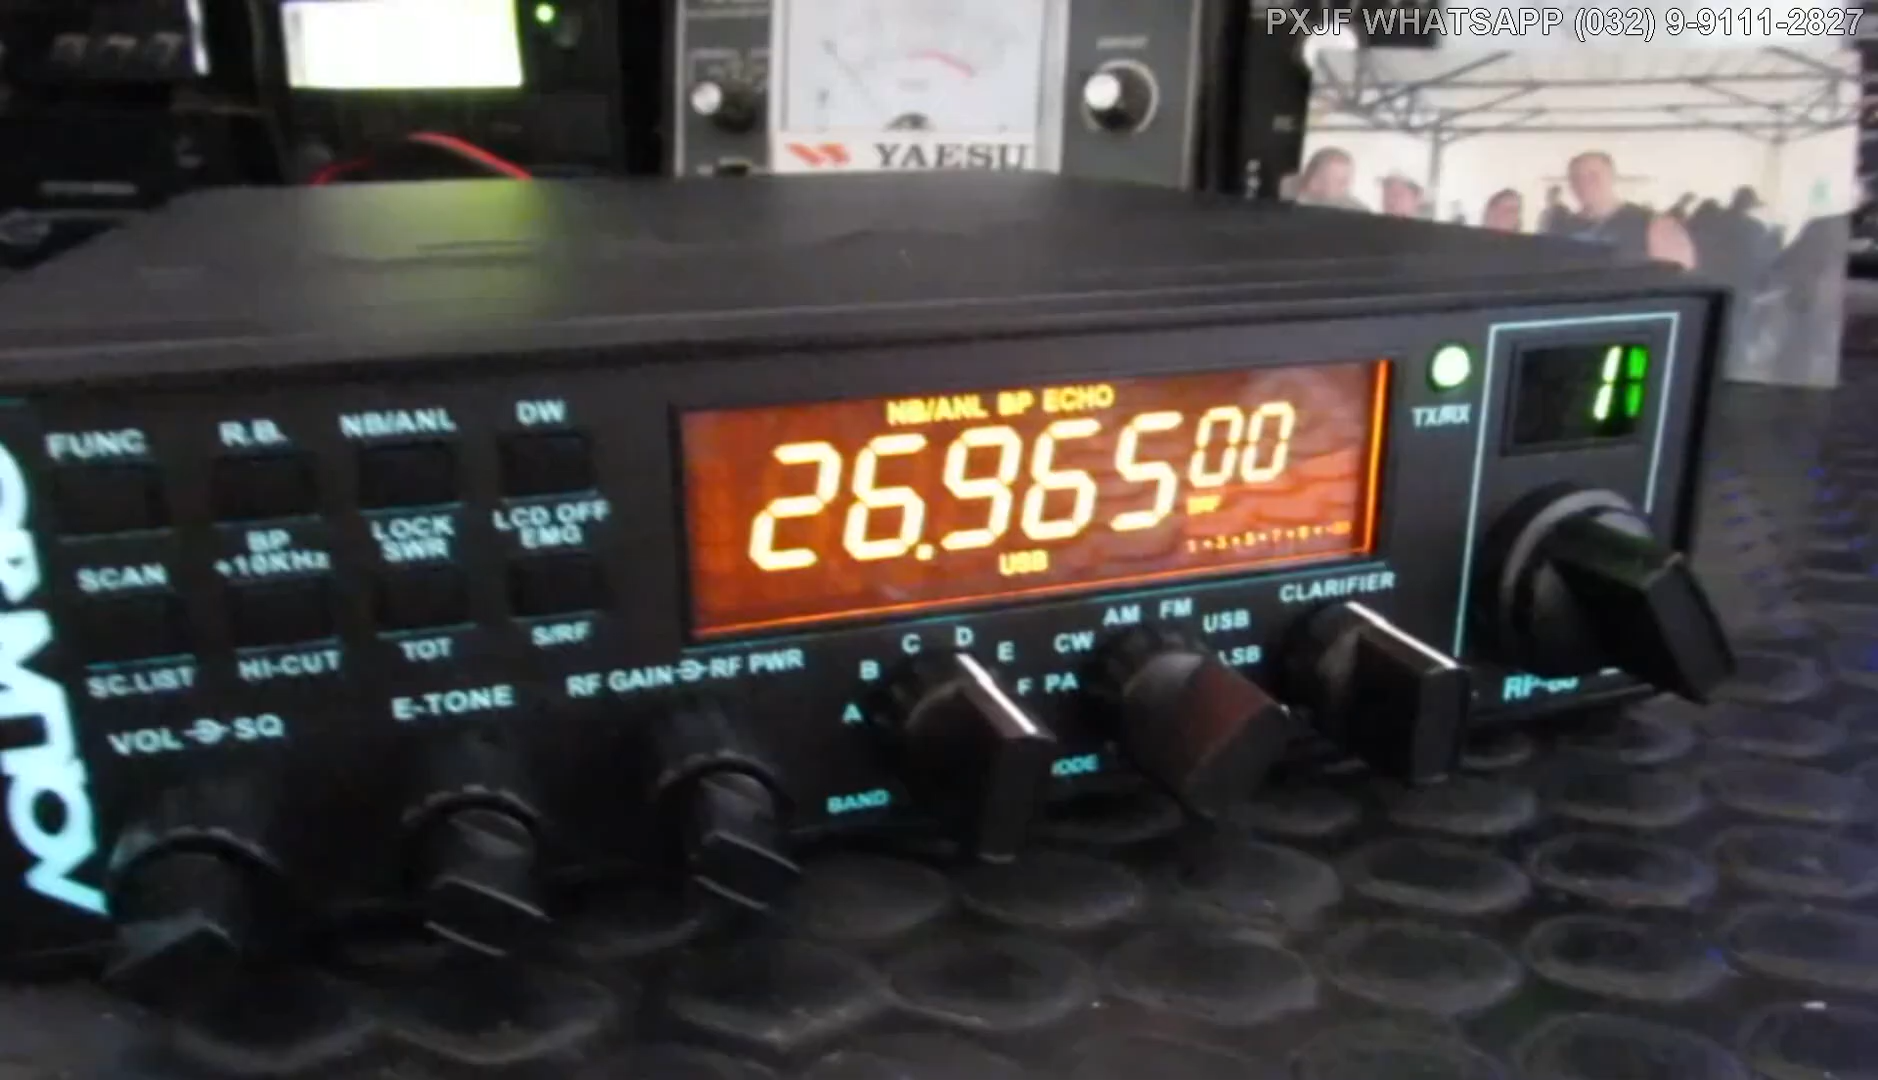 PXJF WHATSAPP (032) 9-9111-2827
YAESU
FUNC R.B. NB/ANL DW
NB/ANL BP ECHO
26.96500
USB
TX/RX
1
SCAN BP LOCK LCD OFF
+10KHz SWR EMG
SC.LIST HI-CUT TOT S/RF
VOL SQ E-TONE RF GAIN RF PWR
A B C D E F
BAND
PA CW AM FM USB LSB
CLARIFIER